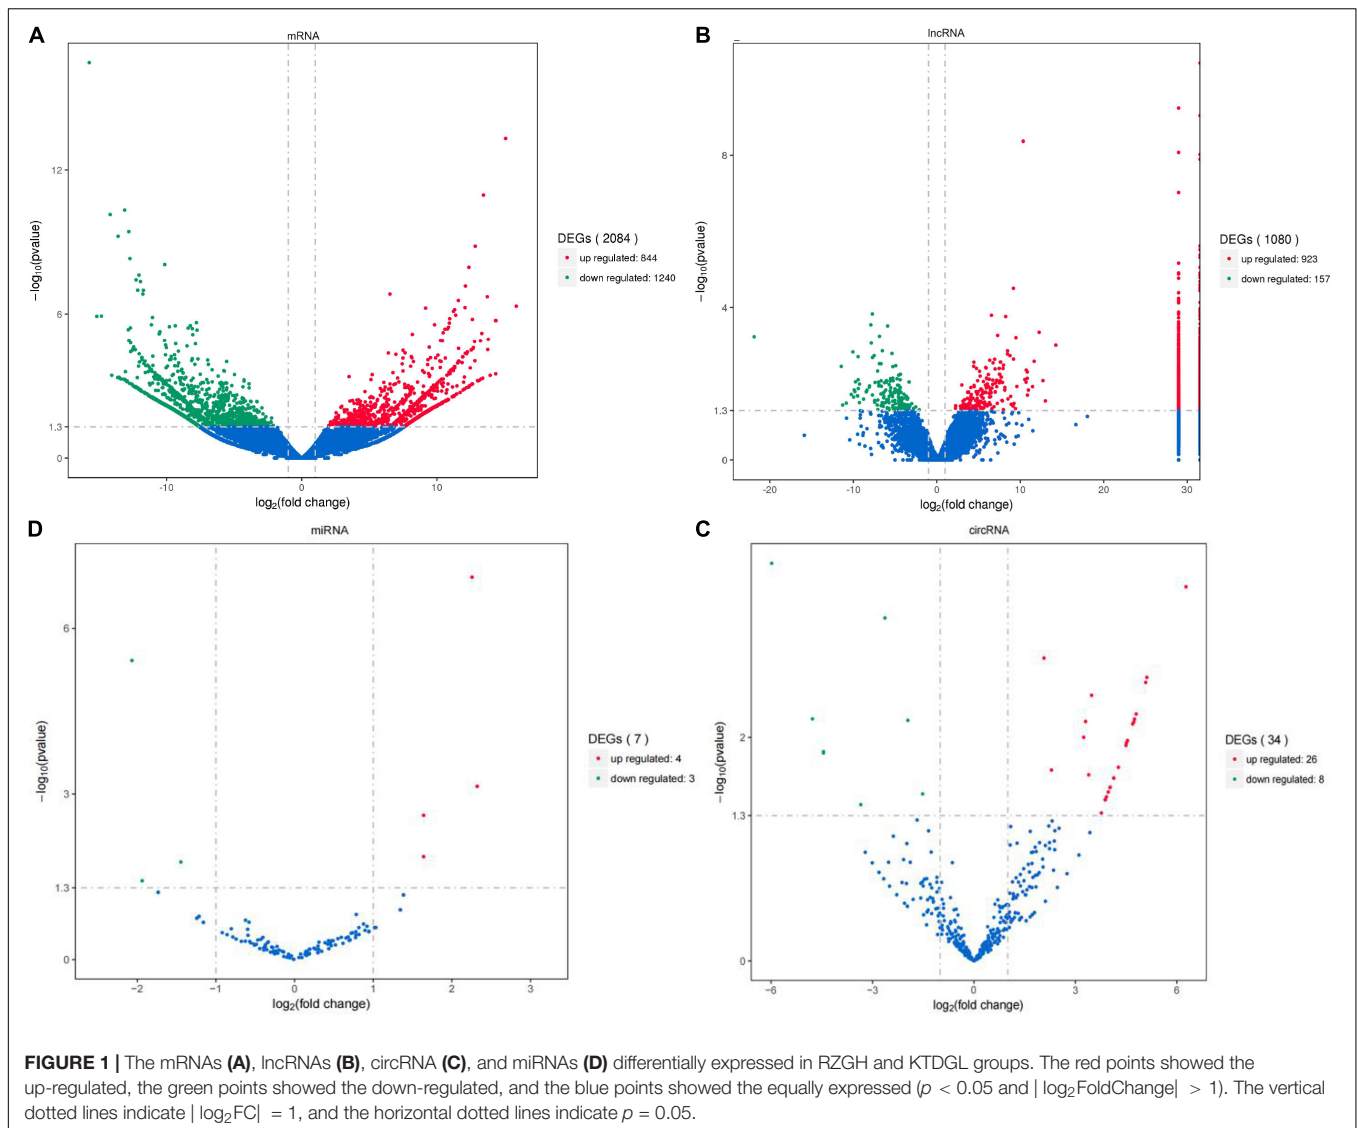 A
mRNA
−log10(pvalue)
12
6
1.3
0
-10
0
10
log2(fold change)
DEGs ( 2084 )
up regulated: 844
down regulated: 1240
B
lncRNA
−log10(pvalue)
8
4
1.3
0
-20
-10
0
10
20
30
log2(fold change)
DEGs ( 1080 )
up regulated: 923
down regulated: 157
D
miRNA
−log10(pvalue)
6
3
1.3
0
−2
−1
0
1
2
3
log2(fold change)
DEGs ( 7 )
up regulated: 4
down regulated: 3
C
circRNA
−log10(pvalue)
2
1.3
0
−6
−3
0
3
6
log2(fold change)
DEGs ( 34 )
up regulated: 26
down regulated: 8
FIGURE 1 | The mRNAs (A), lncRNAs (B), circRNA (C), and miRNAs (D) differentially expressed in RZGH and KTDGL groups. The red points showed the
up-regulated, the green points showed the down-regulated, and the blue points showed the equally expressed (p < 0.05 and | log2FoldChange| > 1). The vertical
dotted lines indicate | log2FC| = 1, and the horizontal dotted lines indicate p = 0.05.